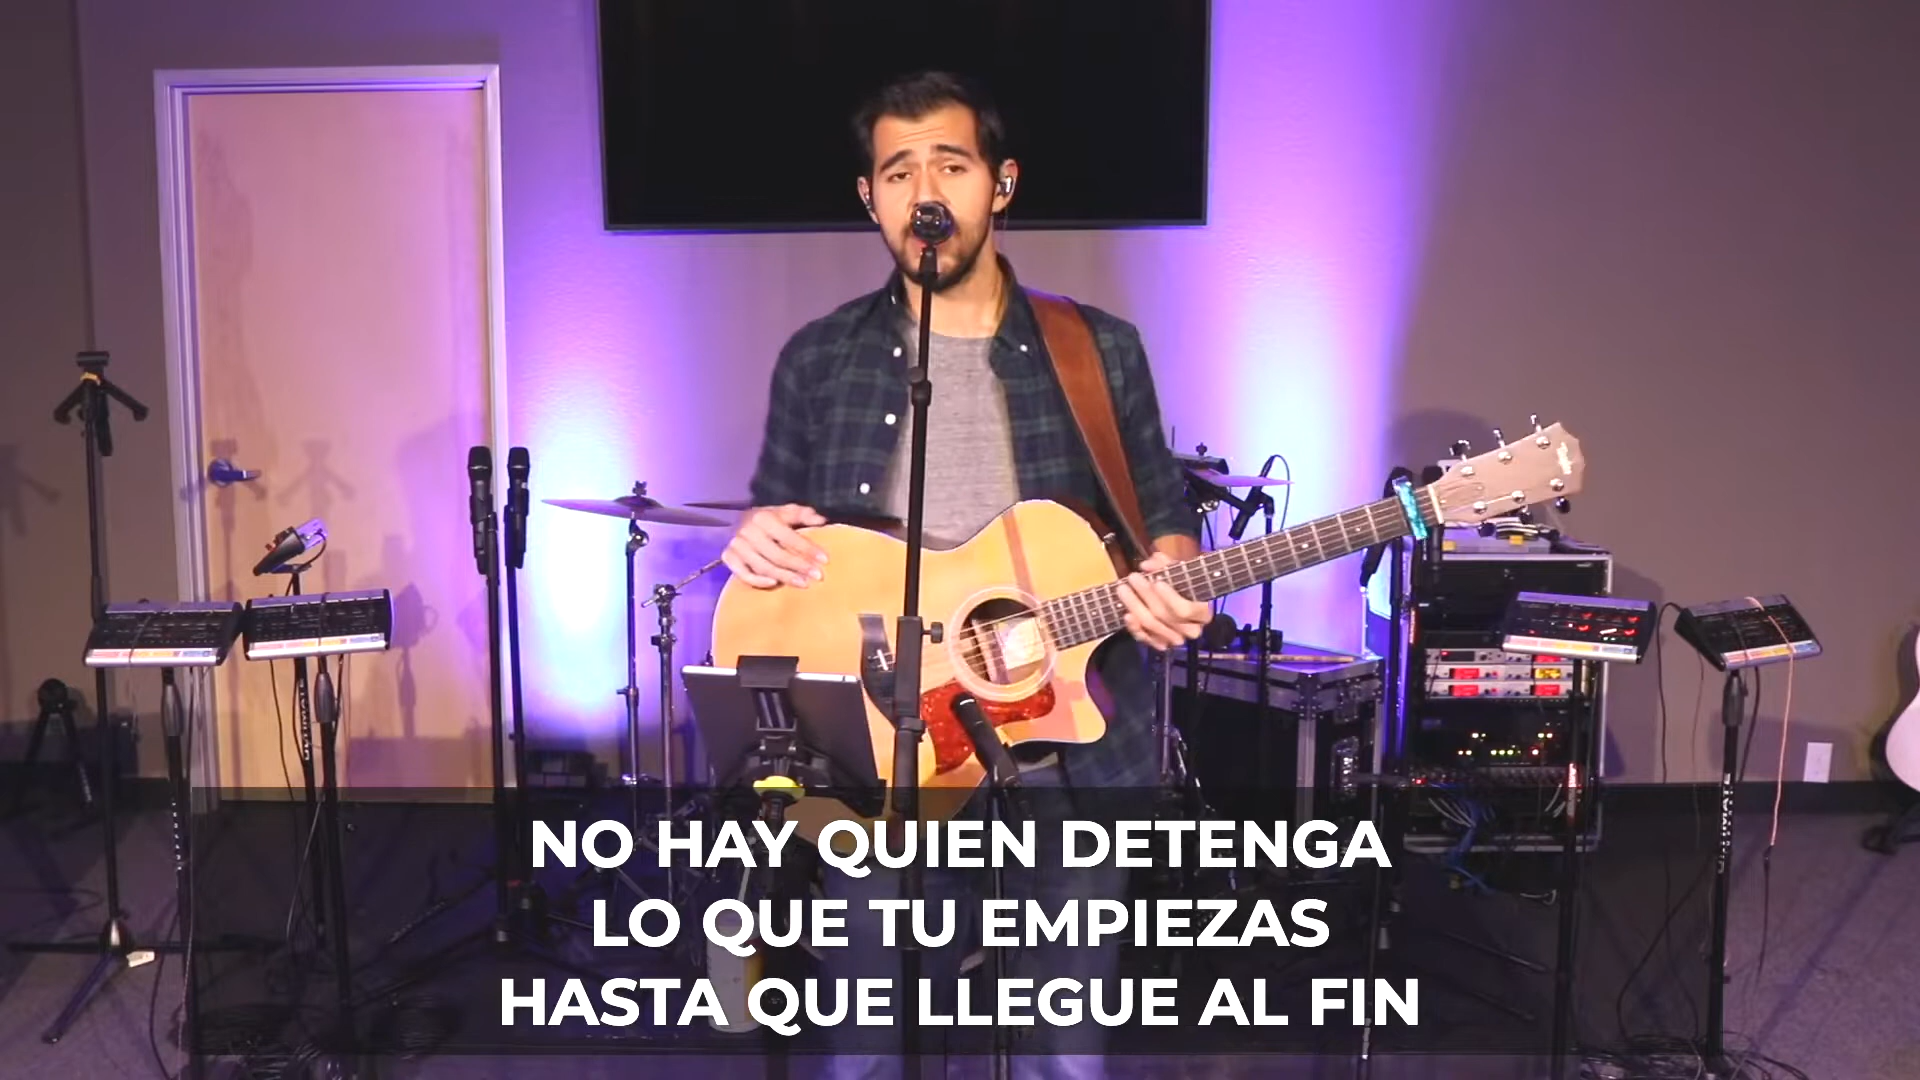 NO HAY QUIEN DETENGA
LO QUE TU EMPIEZAS
HASTA QUE LLEGUE AL FIN